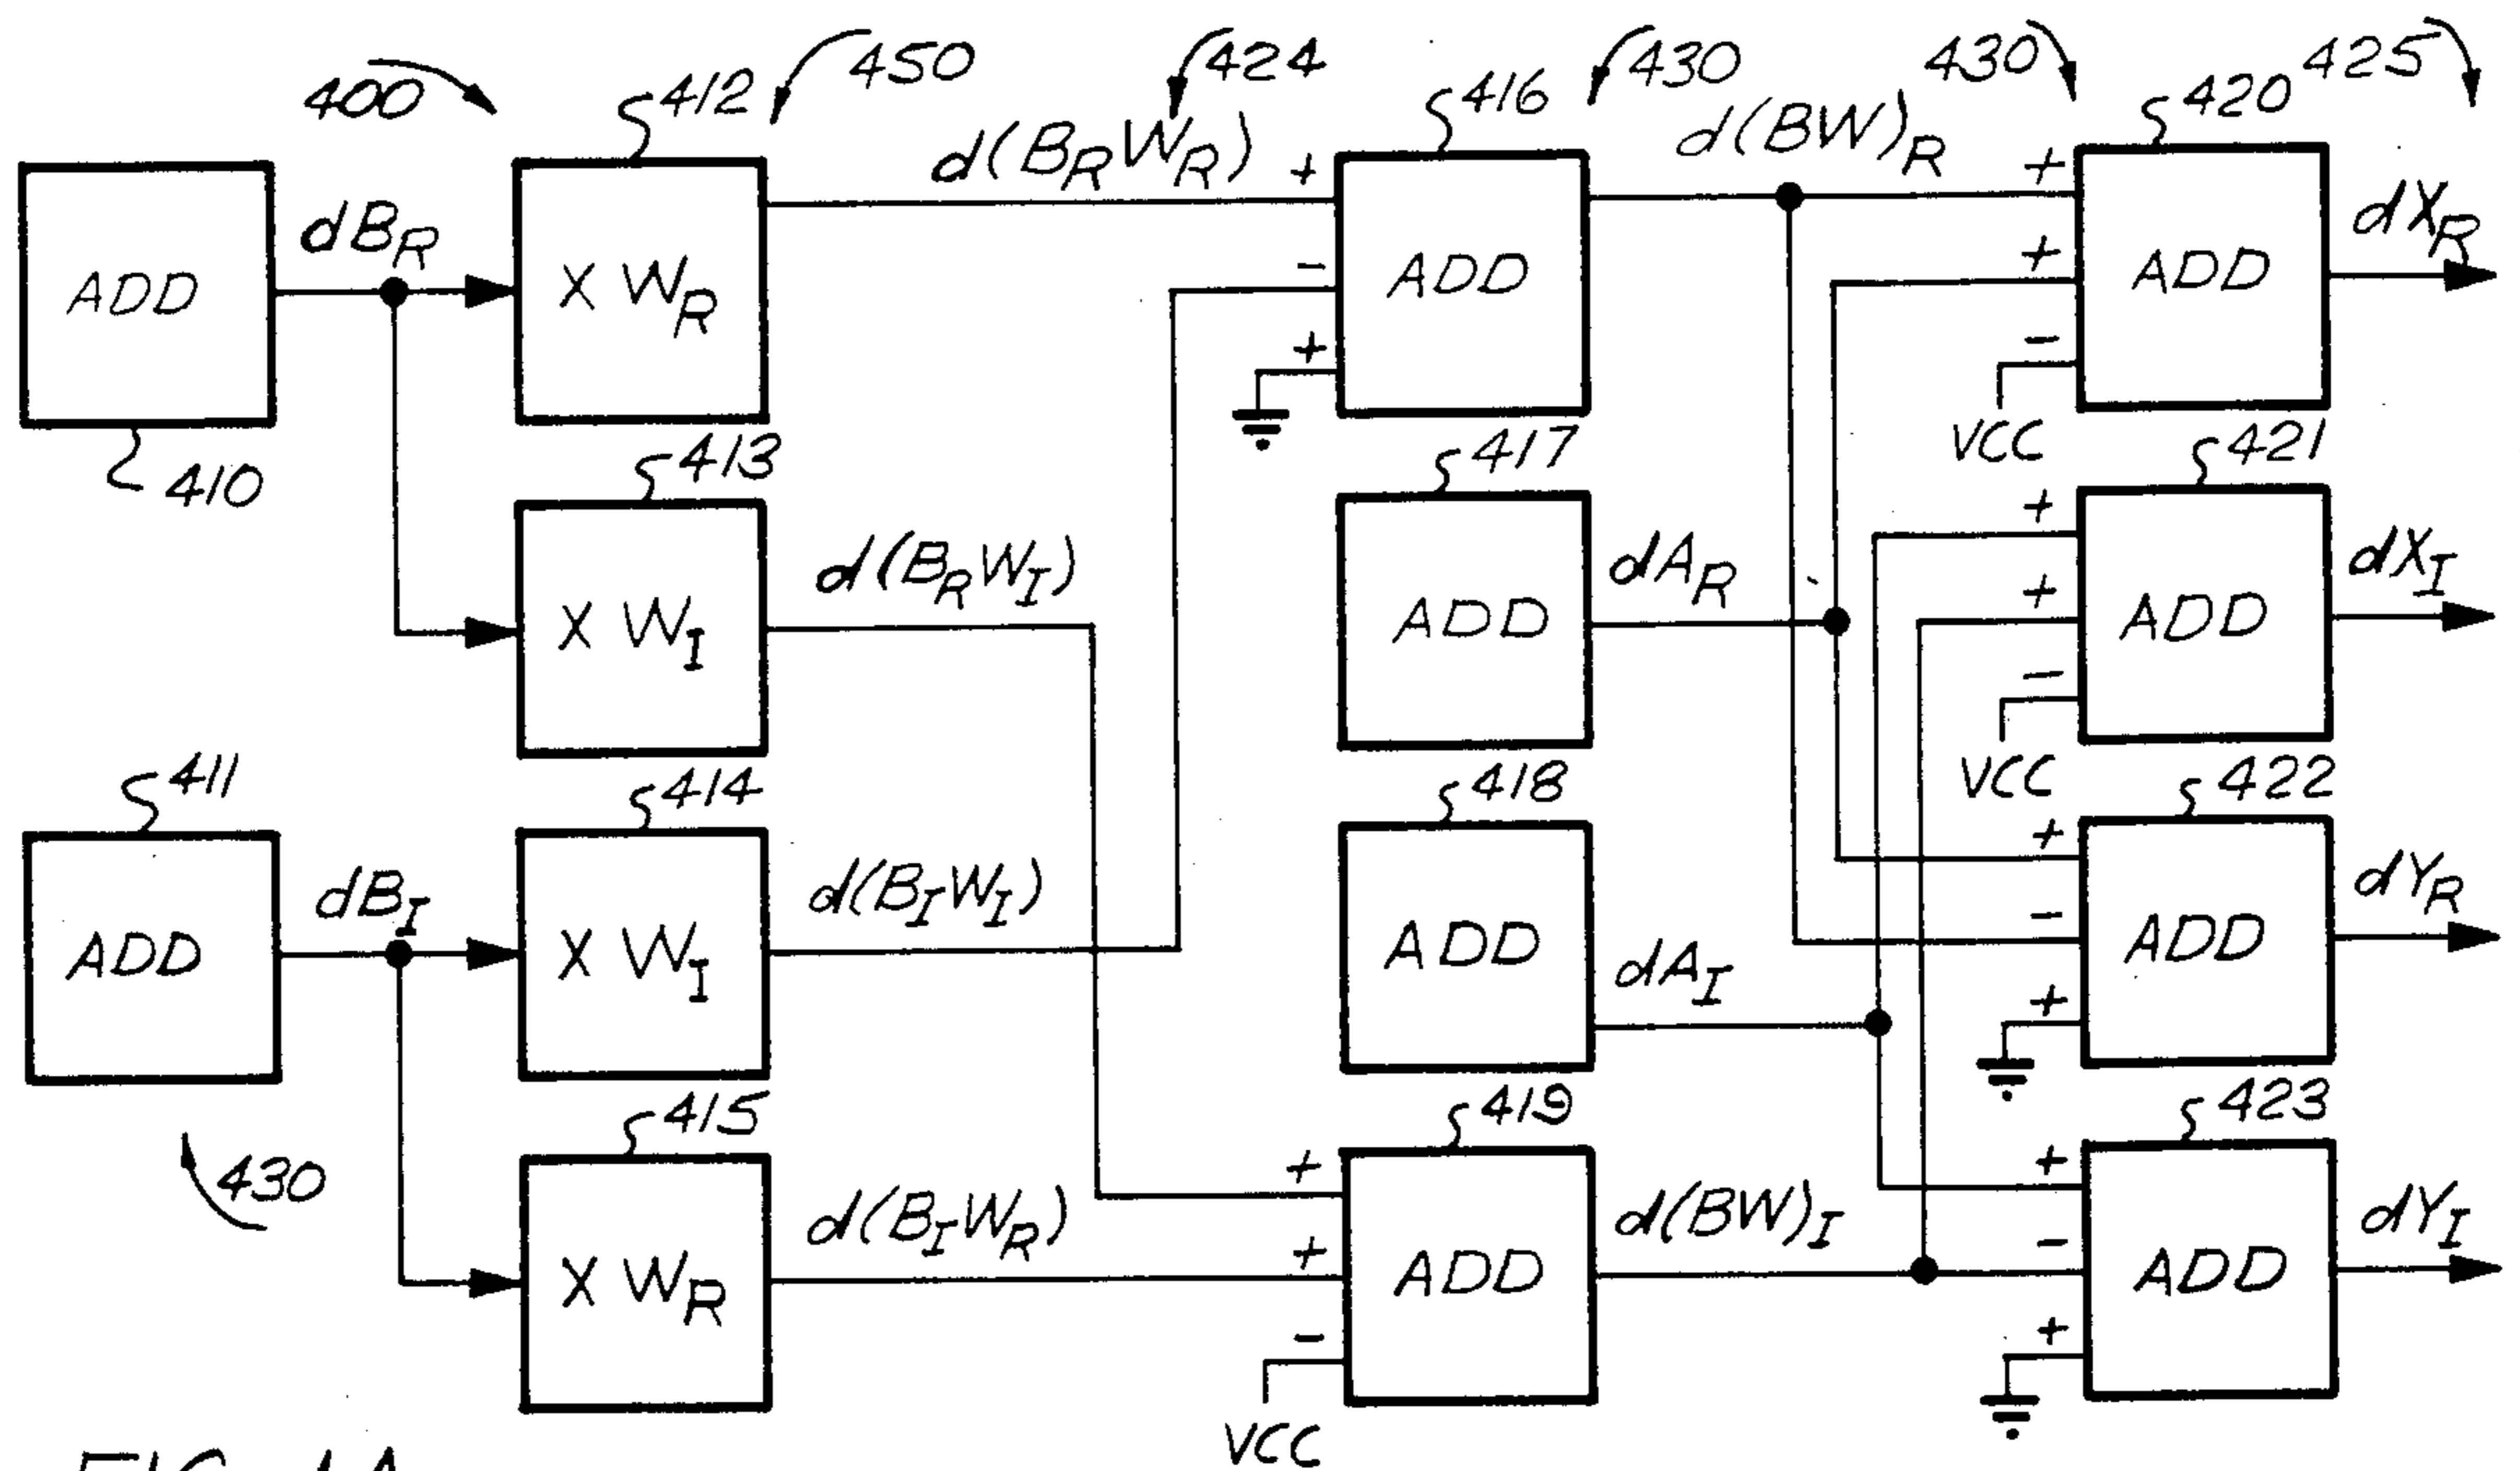 400
450
424
430
430
425
412
416
420
d(B_R W_R)
+
d(BW)_R
+
ADD
dB_R
X W_R
-
ADD
+
ADD
dX_R
+
-
VCC
410
413
417
421
+
d(B_R W_I)
dA_R
+
dX_I
X W_I
ADD
ADD
-
VCC
411
414
418
422
+
dB_I
d(B_I W_I)
dY_R
ADD
X W_I
ADD
-
ADD
dA_I
+
430
415
419
423
+
+
d(B_I W_R)
+
d(BW)_I
-
dY_I
X W_R
ADD
ADD
-
+
VCC